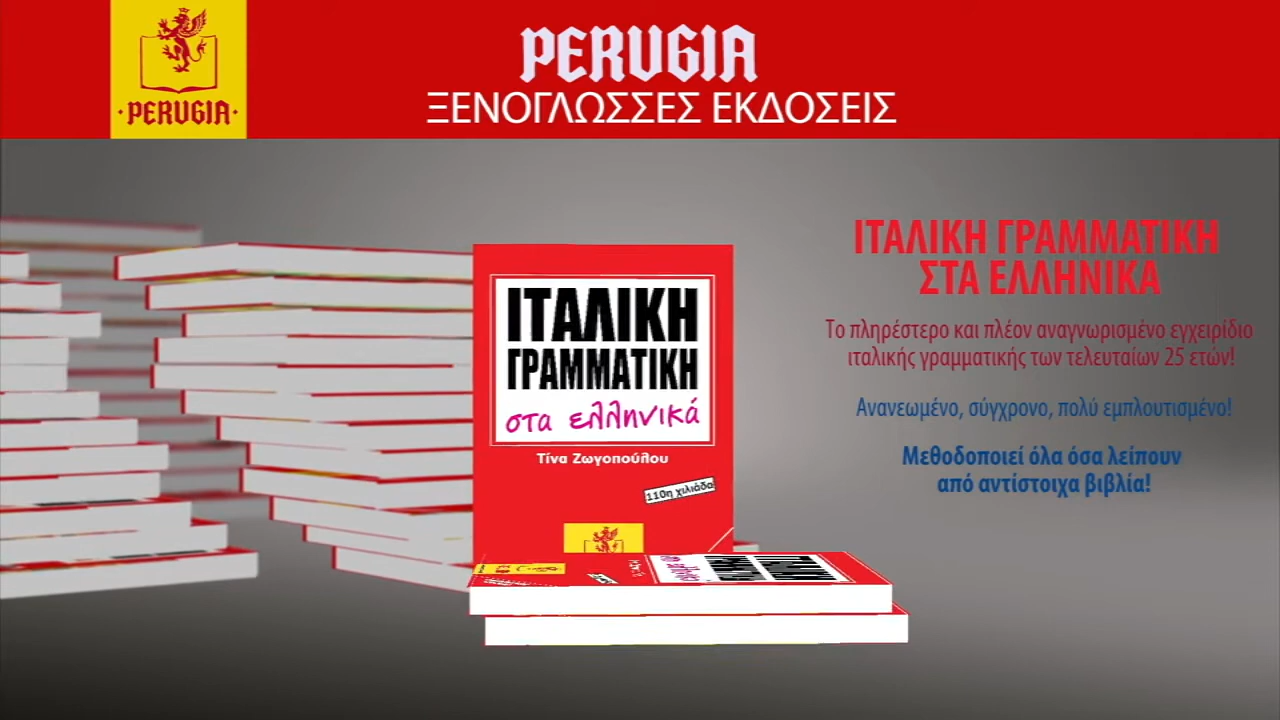 PERUGIA
ΞΕΝΟΓΛΩΣΣΕΣ ΕΚΔΟΣΕΙΣ
·PERUGIA·
ΙΤΑΛΙΚΗ ΓΡΑΜΜΑΤΙΚΗ
ΣΤΑ ΕΛΛΗΝΙΚΑ
Το πληρέστερο και πλέον αναγνωρισμένο εγχειρίδιο
ιταλικής γραμματικής των τελευταίων 25 ετών!
Ανανεωμένο, σύγχρονο, πολύ εμπλουτισμένο!
Μεθοδοποιεί όλα όσα λείπουν
από αντίστοιχα βιβλία!
ΙΤΑΛΙΚΗ
ΓΡΑΜΜΑΤΙΚΗ
στα ελληνικά
Τίνα Ζωγοπούλου
110η χιλιάδα